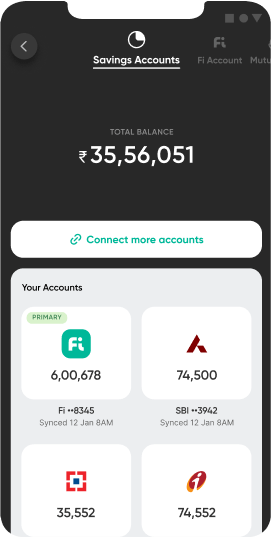 Savings Accounts
Fi Account
Mutu
TOTAL BALANCE
₹35,56,051
Connect more accounts
Your Accounts
PRIMARY
Fi
6,00,678
74,500
Fi ••8345
SBI ••3942
Synced 12 Jan 8AM
Synced 12 Jan 8AM
35,552
74,552